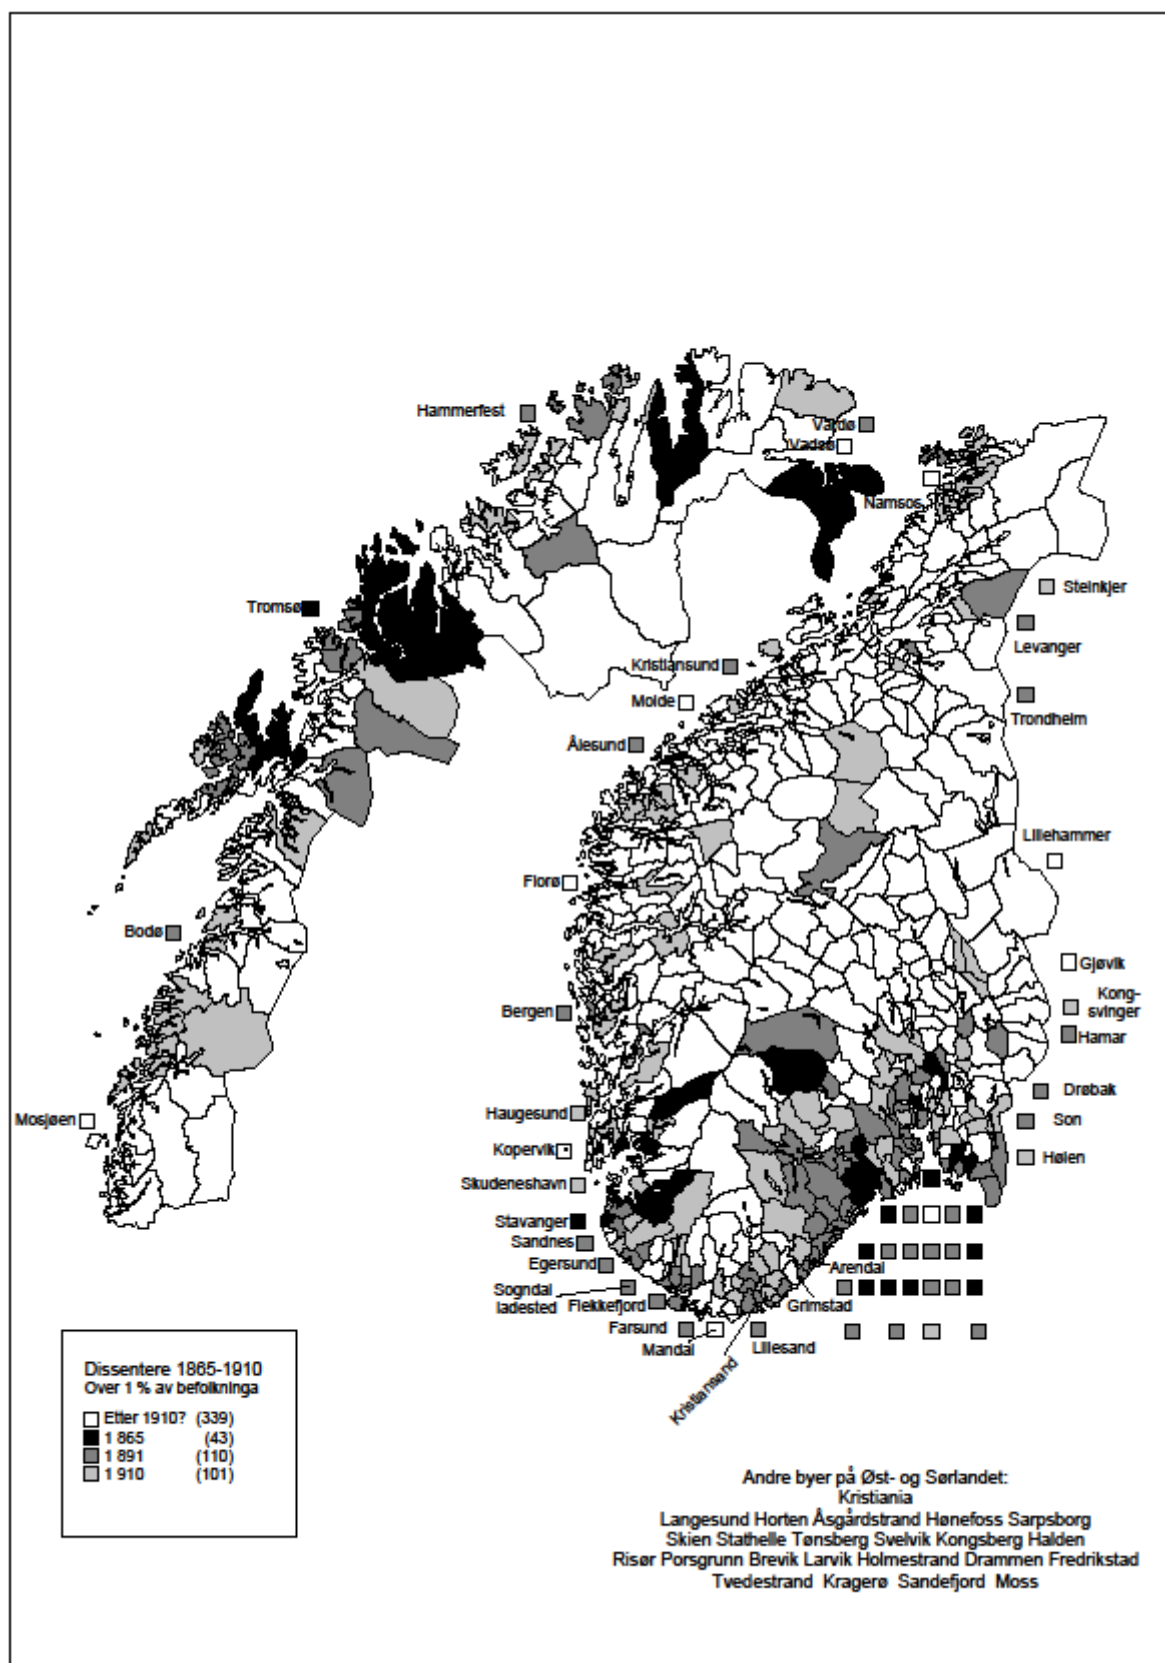 Hammerfest
Vardø
Vadsø
Namsos
Tromsø
Steinkjer
Levanger
Kristiansund
Molde
Trondheim
Ålesund
Lillehammer
Florø
Bodø
Gjøvik
Kong-
svinger
Bergen
Hamar
Drøbak
Haugesund
Mosjøen
Son
Kopervik
Hølen
Skudeneshavn
Stavanger
Sandnes
Egersund
Arendal
Sogndal
ladested
Flekkefjord
Grimstad
Farsund
Mandal
Lillesand
Kristiansand
Dissentere 1865-1910
Over 1 % av befolkninga
Etter 1910? (339)
1 865 (43)
1 891 (110)
1 910 (101)
Andre byer på Øst- og Sørlandet:
Kristiania
Langesund Horten Åsgårdstrand Hønefoss Sarpsborg
Skien Stathelle Tønsberg Svelvik Kongsberg Halden
Risør Porsgrunn Brevik Larvik Holmestrand Drammen Fredrikstad
Tvedestrand Kragerø Sandefjord Moss